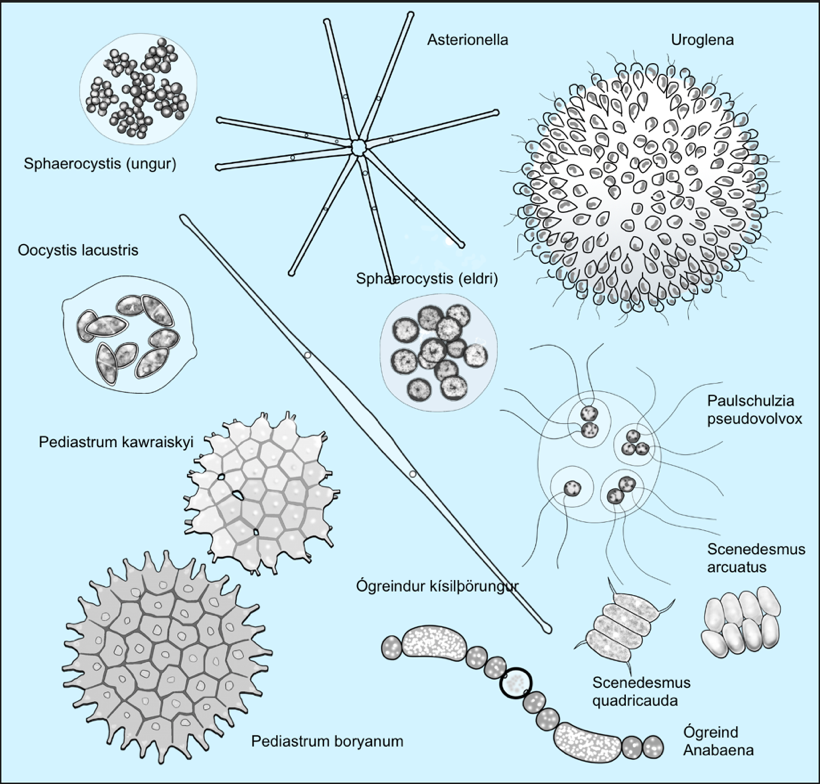 Asterionella
Uroglena
Sphaerocystis (ungur)
Oocystis lacustris
Sphaerocystis (eldri)
Paulschulzia
pseudovolvox
Pediastrum kawraiskyi
Scenedesmus
arcuatus
Ógreindur kísilþörungur
Scenedesmus
quadricauda
Ógreind
Anabaena
Pediastrum boryanum